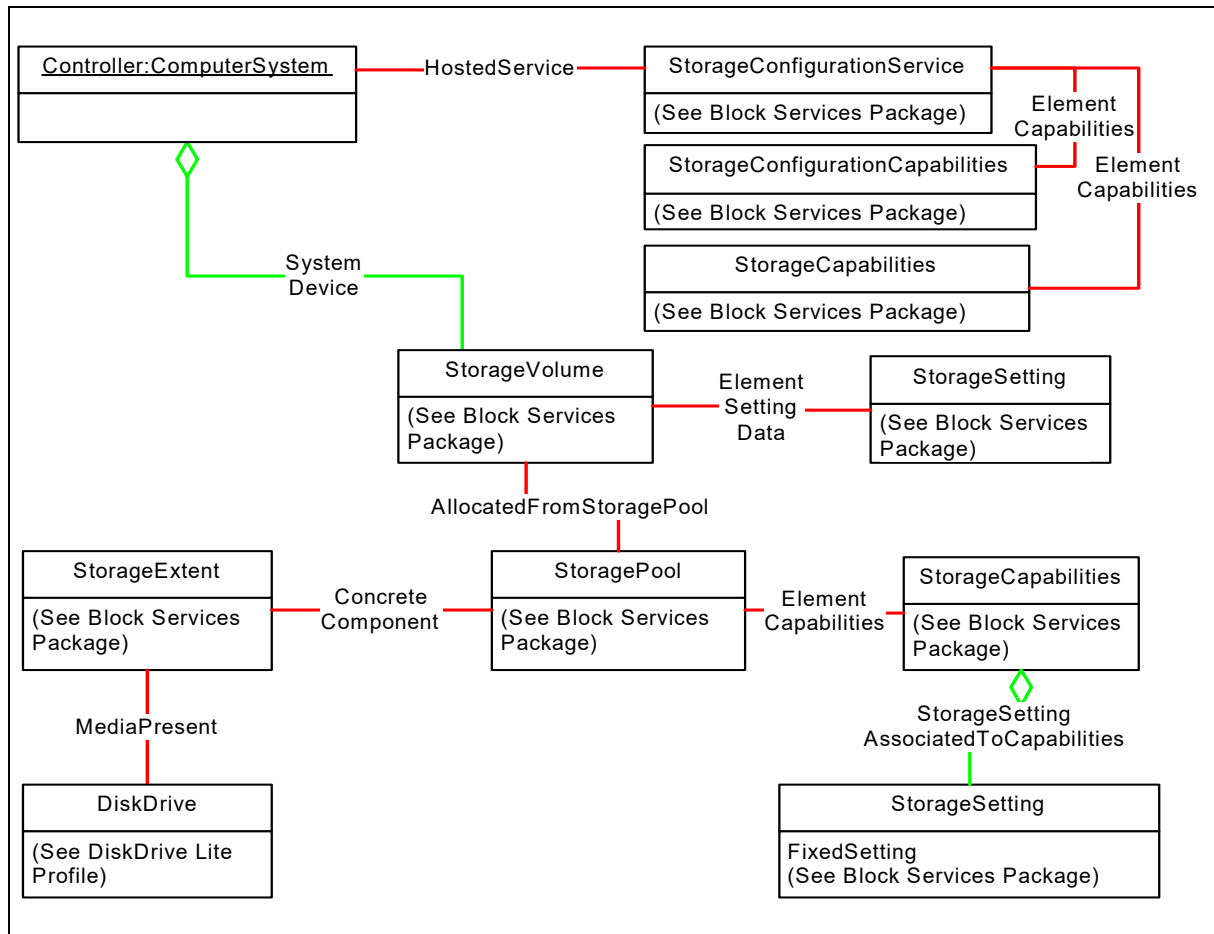 Controller:ComputerSystem
HostedService
StorageConfigurationService
(See Block Services Package)
Element
Capabilities
StorageConfigurationCapabilities
(See Block Services Package)
Element
Capabilities
StorageCapabilities
(See Block Services Package)
System
Device
StorageVolume
(See Block Services
Package)
Element
Setting
Data
StorageSetting
(See Block Services
Package)
AllocatedFromStoragePool
StorageExtent
(See Block Services
Package)
Concrete
Component
StoragePool
(See Block Services
Package)
Element
Capabilities
StorageCapabilities
(See Block Services
Package)
MediaPresent
StorageSetting
AssociatedToCapabilities
DiskDrive
(See DiskDrive Lite
Profile)
StorageSetting
FixedSetting
(See Block Services Package)